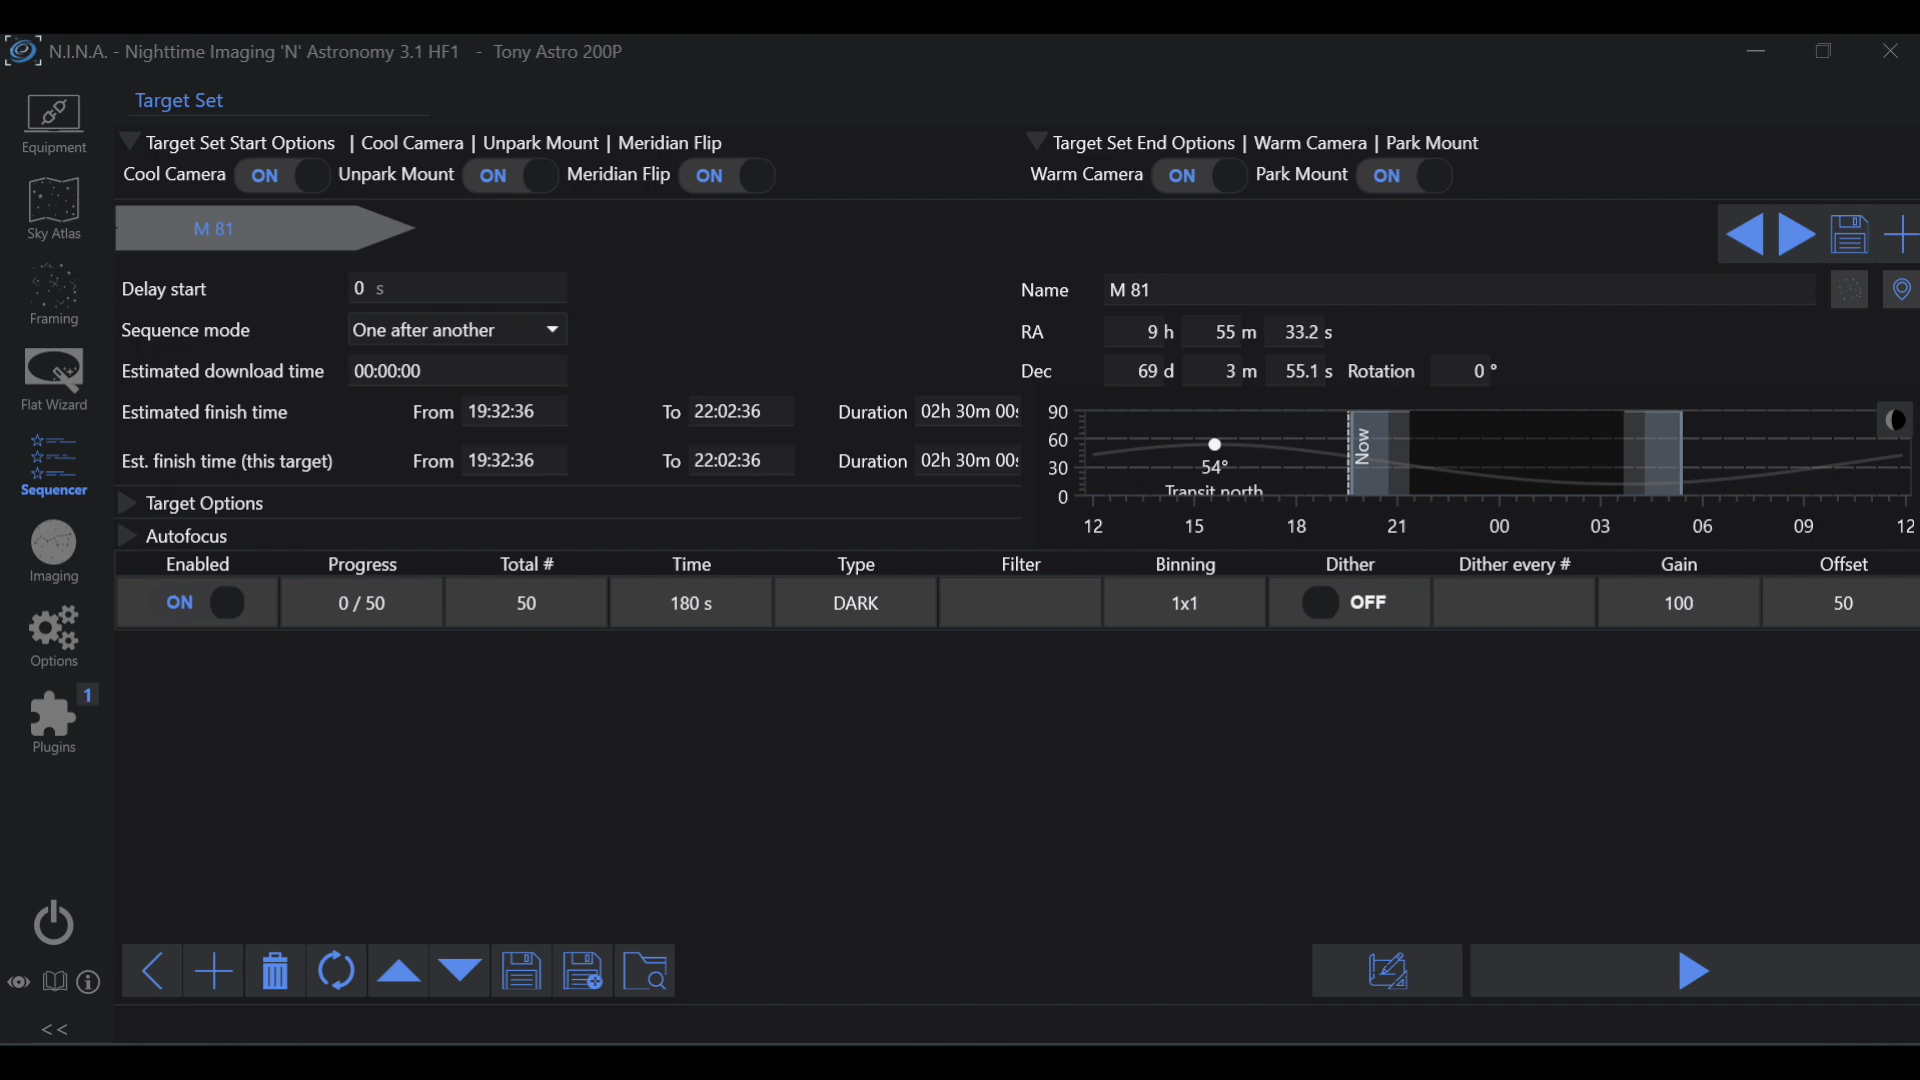 N.I.N.A. - Nighttime Imaging 'N' Astronomy 3.1 HF1 - Tony Astro 200P
Equipment
Sky Atlas
Framing
Flat Wizard
Sequencer
Imaging
Options
1
Plugins
<<
Target Set
Target Set Start Options | Cool Camera | Unpark Mount | Meridian Flip
Cool Camera ON Unpark Mount ON Meridian Flip ON
Target Set End Options | Warm Camera | Park Mount
Warm Camera ON Park Mount ON
M 81
Delay start 0 s
Sequence mode One after another
Estimated download time 00:00:00
Estimated finish time From 19:32:36 To 22:02:36 Duration 02h 30m 00s
Est. finish time (this target) From 19:32:36 To 22:02:36 Duration 02h 30m 00s
Target Options
Autofocus
Name M 81
RA 9 h 55 m 33.2 s
Dec 69 d 3 m 55.1 s Rotation 0 °
90
60
30
0
54°
Transit north
Now
12 15 18 21 00 03 06 09 12
Enabled Progress Total # Time Type Filter Binning Dither Dither every # Gain Offset
ON 0 / 50 50 180 s DARK 1x1 OFF 100 50